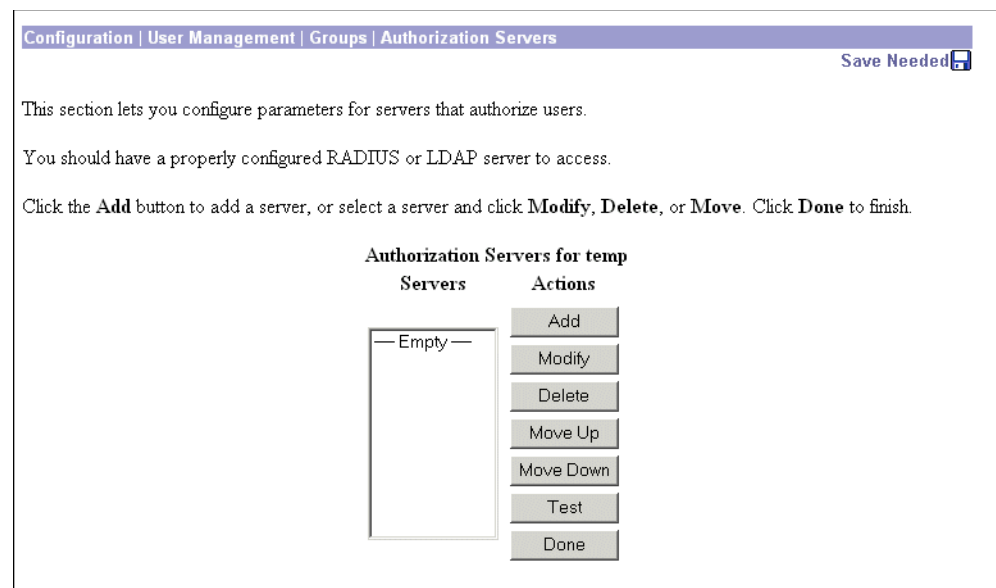 Configuration | User Management | Groups | Authorization Servers
Save Needed
This section lets you configure parameters for servers that authorize users.
You should have a properly configured RADIUS or LDAP server to access.
Click the Add button to add a server, or select a server and click Modify, Delete, or Move. Click Done to finish.
Authorization Servers for temp
Servers Actions
— Empty —
Add
Modify
Delete
Move Up
Move Down
Test
Done